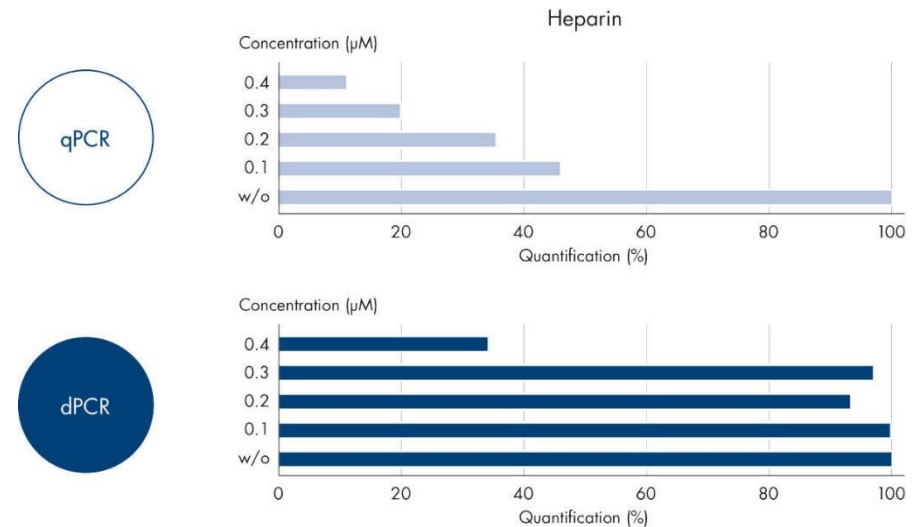 Heparin
Concentration (µM)
qPCR
0.4
0.3
0.2
0.1
w/o
0 20 40 60 80 100
Quantification (%)
Concentration (µM)
dPCR
0.4
0.3
0.2
0.1
w/o
0 20 40 60 80 100
Quantification (%)